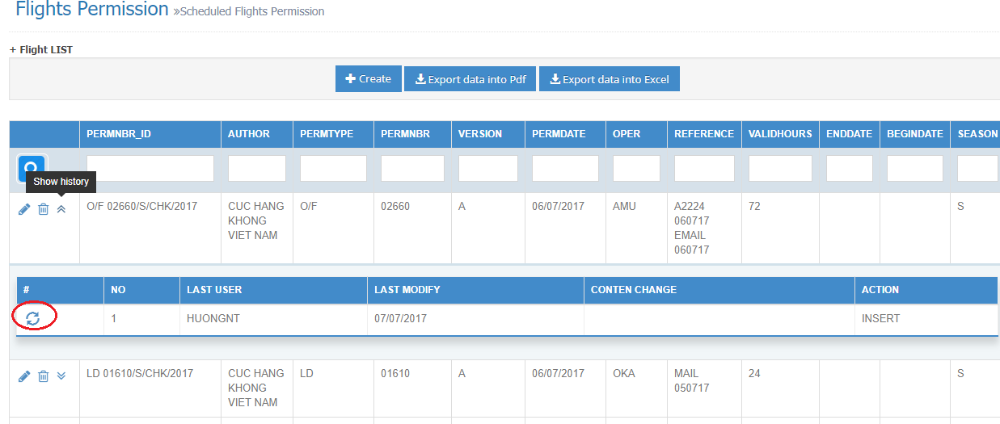 Flights Permission »Scheduled Flights Permission
+ Flight LIST
Create Export data into Pdf Export data into Excel
PERMNBR_ID AUTHOR PERMTYPE PERMNBR VERSION PERMDATE OPER REFERENCE VALIDHOURS ENDDATE BEGINDATE SEASON
Show history
O/F 02660/S/CHK/2017 CUC HANG O/F 02660 A 06/07/2017 AMU A2224 72 S
KHONG 060717
VIET NAM EMAIL
060717
# NO LAST USER LAST MODIFY CONTEN CHANGE ACTION
1 HUONGNT 07/07/2017 INSERT
LD 01610/S/CHK/2017 CUC HANG LD 01610 A 06/07/2017 OKA MAIL 24 S
KHONG 050717
VIET NAM